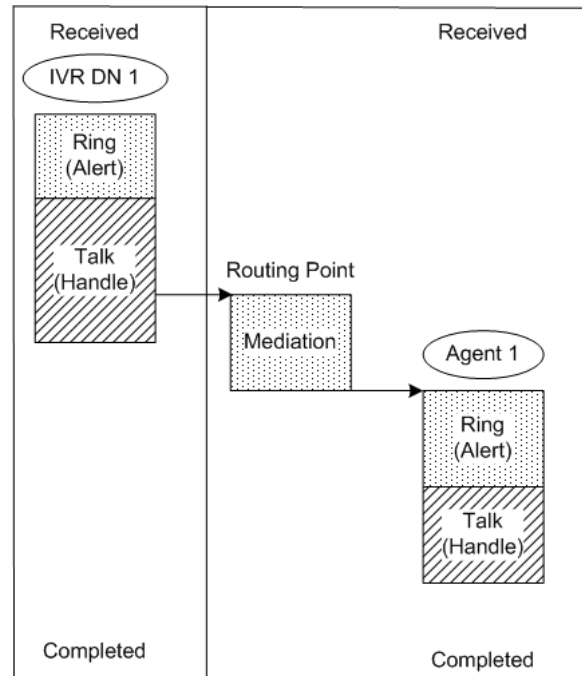 Received
IVR DN 1
Ring
(Alert)
Talk
(Handle)
Completed
Received
Routing Point
Mediation
Agent 1
Ring
(Alert)
Talk
(Handle)
Completed